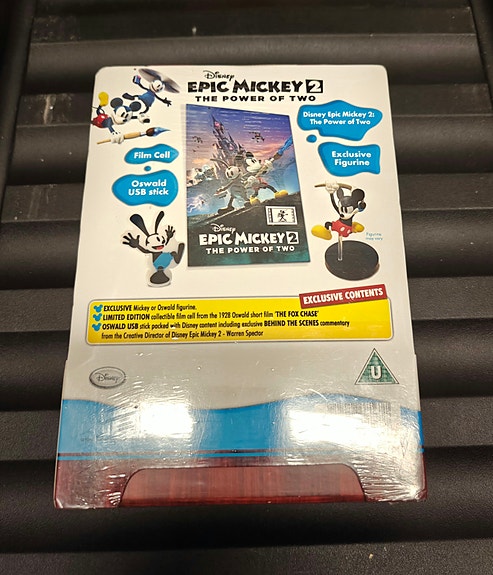 Disney
EPIC MICKEY 2
THE POWER OF TWO
Disney Epic Mickey 2:
The Power of Two
Film Cell
Exclusive
Figurine
Oswald
USB stick
Disney
EPIC MICKEY 2
THE POWER OF TWO
Figurine
may vary
EXCLUSIVE CONTENTS
EXCLUSIVE Mickey or Oswald figurine.
LIMITED EDITION collectible film cell from the 1928 Oswald short film 'THE FOX CHASE'
OSWALD USB stick packed with Disney content including exclusive BEHIND THE SCENES commentary
from the Creative Director of Disney Epic Mickey 2 - Warren Spector
Disney
U